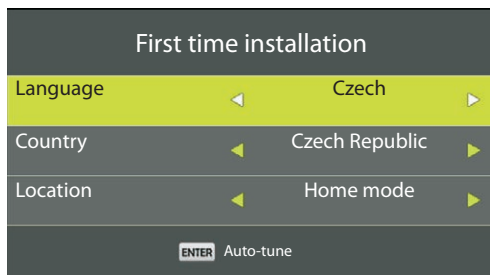 First time installation
Language Czech
Country Czech Republic
Location Home mode
ENTER Auto-tune